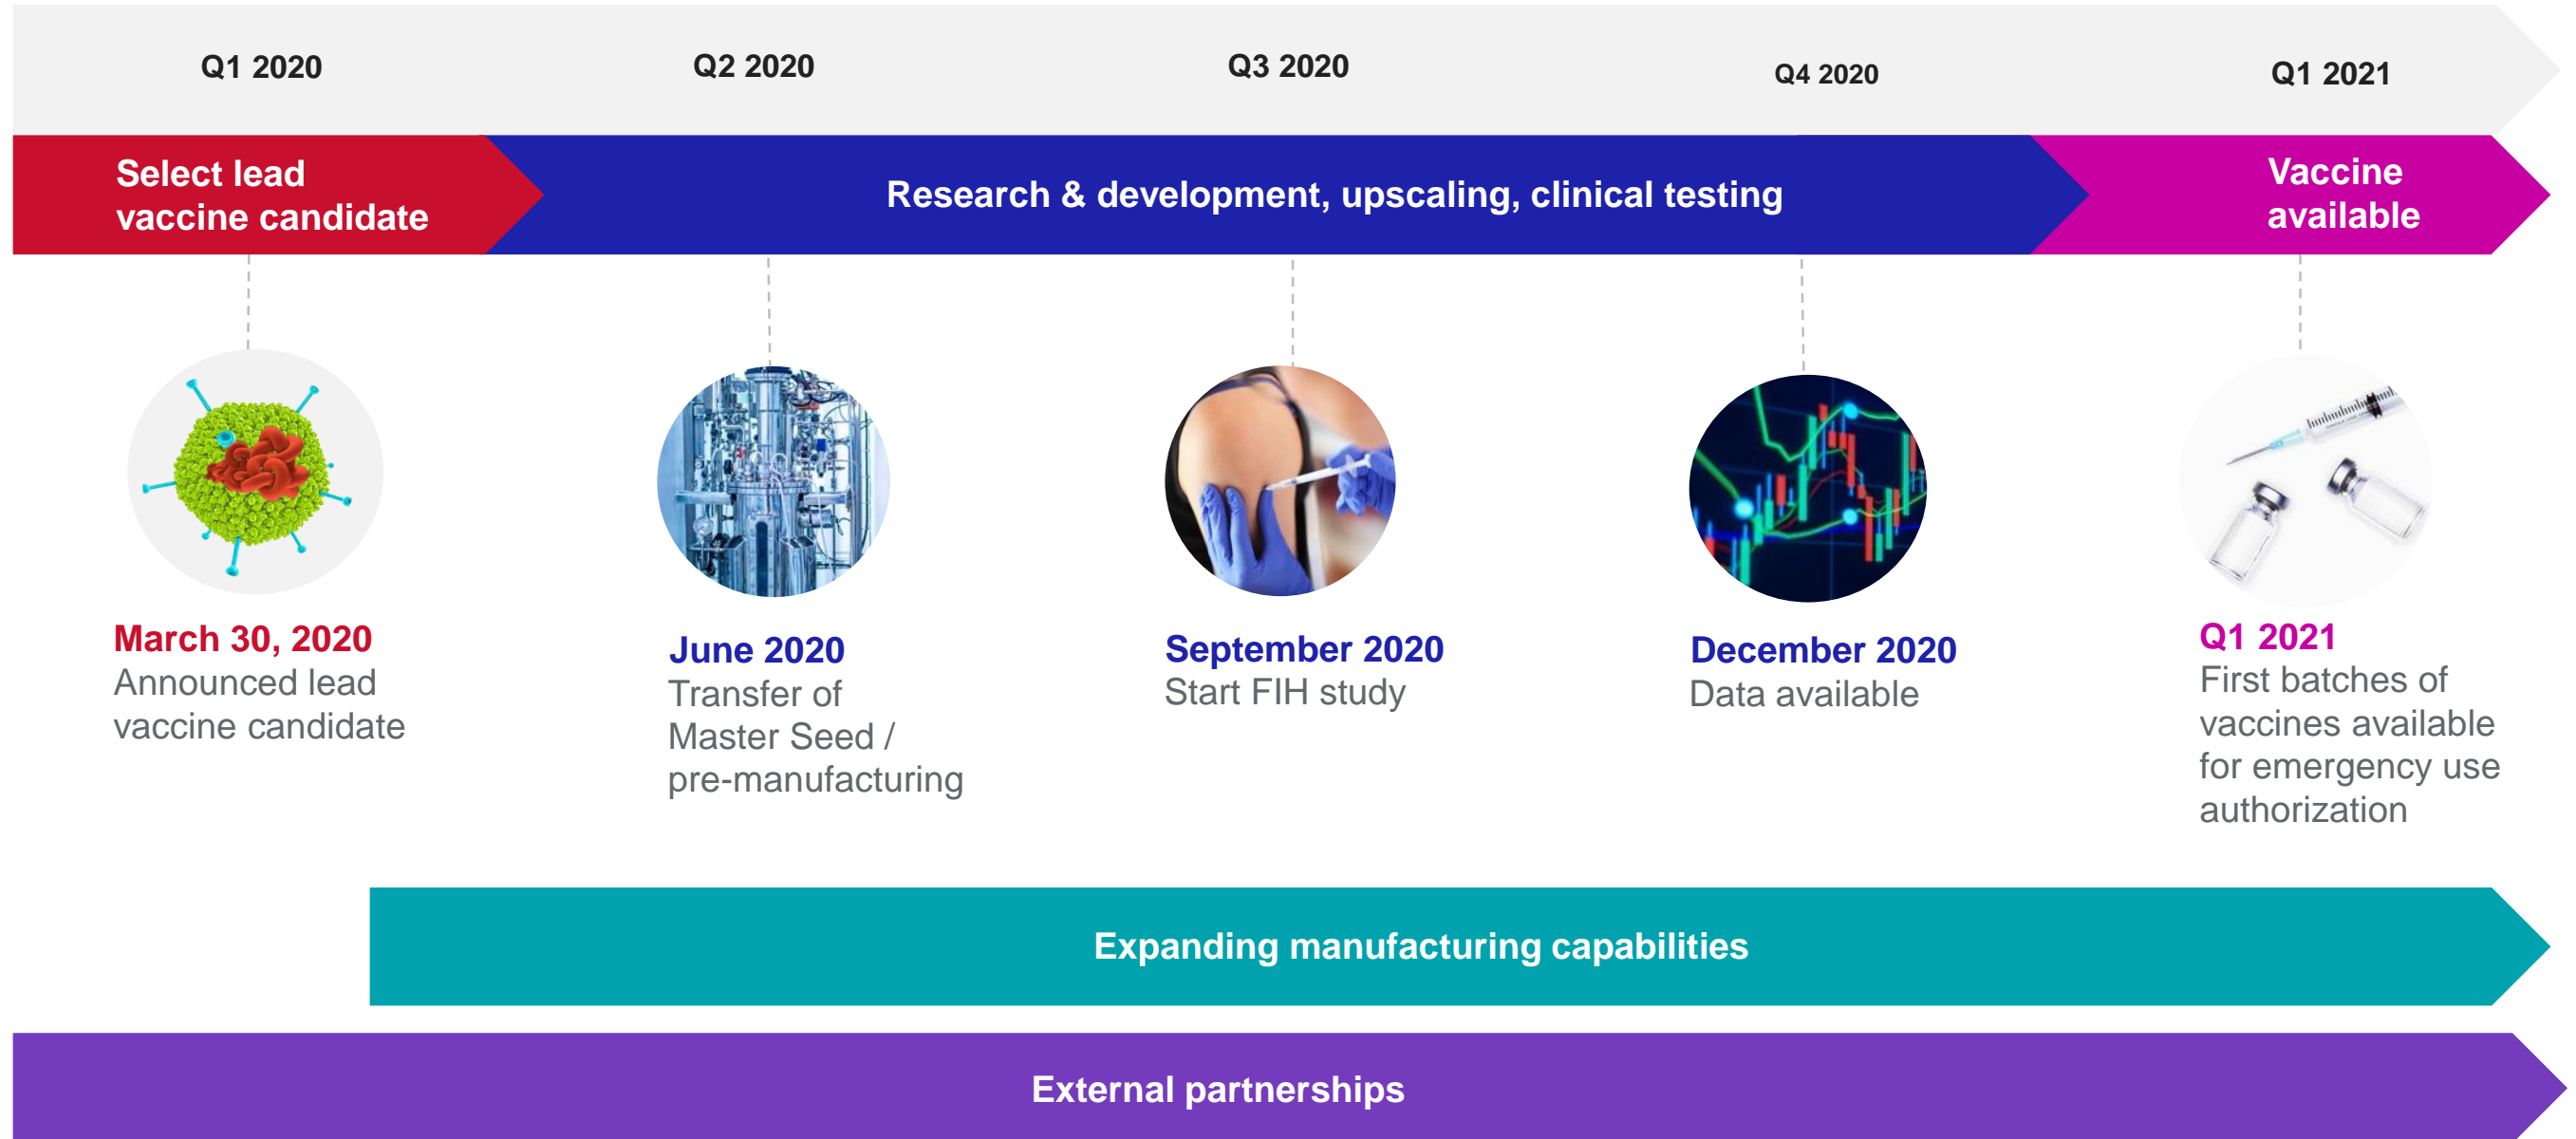 Q1 2020
Q2 2020
Q3 2020
Q4 2020
Q1 2021
Select lead
vaccine candidate
Research & development, upscaling, clinical testing
Vaccine
available
March 30, 2020
Announced lead
vaccine candidate
June 2020
Transfer of
Master Seed /
pre-manufacturing
September 2020
Start FIH study
December 2020
Data available
Q1 2021
First batches of
vaccines available
for emergency use
authorization
Expanding manufacturing capabilities
External partnerships